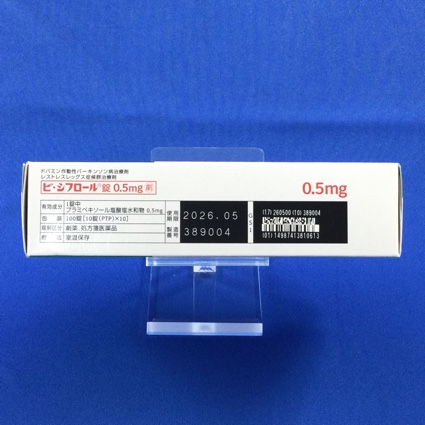 ドパミン作動性パーキンソン病治療剤
レストレスレッグス症候群治療剤
ビ・シフロール®錠 0.5mg 劇
0.5mg
有効成分 1錠中 プラミペキソール塩酸塩水和物 0.5mg
包装 100錠[10錠(PTP)×10]
規制区分 劇薬、処方箋医薬品
貯法 室温保存
使用期限 2026.05
製造番号 389004
GS1
(17)260500(10)389004
(01)14987413810613